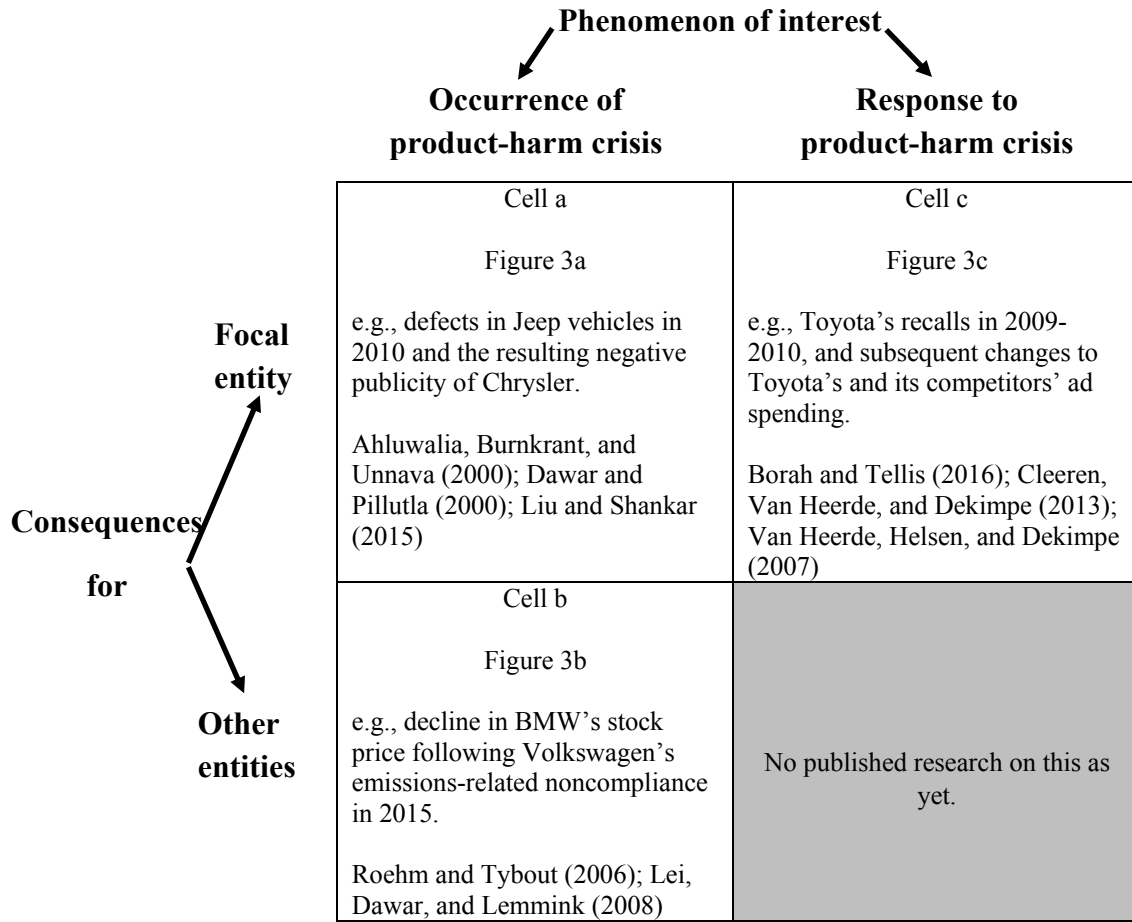 Phenomenon of interest
Occurrence of
product-harm crisis
Response to
product-harm crisis
Consequences
for
Focal
entity
Cell a
Figure 3a
e.g., defects in Jeep vehicles in
2010 and the resulting negative
publicity of Chrysler.
Ahluwalia, Burnkrant, and
Unnava (2000); Dawar and
Pillutla (2000); Liu and Shankar
(2015)
Cell c
Figure 3c
e.g., Toyota’s recalls in 2009-
2010, and subsequent changes to
Toyota’s and its competitors’ ad
spending.
Borah and Tellis (2016); Cleeren,
Van Heerde, and Dekimpe (2013);
Van Heerde, Helsen, and Dekimpe
(2007)
Other
entities
Cell b
Figure 3b
e.g., decline in BMW’s stock
price following Volkswagen’s
emissions-related noncompliance
in 2015.
Roehm and Tybout (2006); Lei,
Dawar, and Lemmink (2008)
No published research on this as
yet.